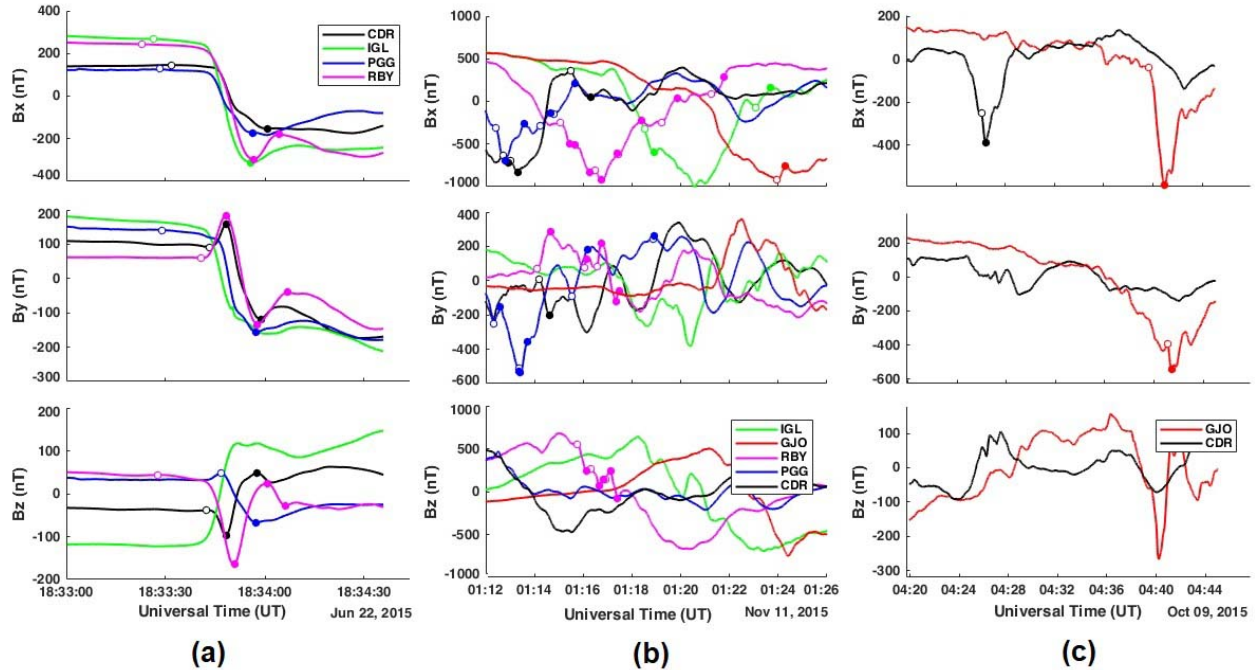 400
200
0
-200
400
Bx (nT)
CDR
IGL
PGG
RBY
200
100
0
-100
-200
-300
By (nT)
200
100
0
-100
200
Bz (nT)
18:33:00 18:33:30 18:34:00 18:34:30
Universal Time (UT) Jun 22, 2015
(a)
1000
500
0
-500
-1000
Bx (nT)
400
200
0
-200
-400
-600
By (nT)
1000
500
0
-500
-1000
Bz (nT)
IGL
GJO
RBY
PGG
CDR
01:12 01:14 01:16 01:18 01:20 01:22 01:24 01:26
Universal Time (UT) Nov 11, 2015
(b)
200
0
-200
-400
Bx (nT)
200
0
-200
-400
-600
By (nT)
200
100
0
-100
-200
-300
Bz (nT)
GJO
CDR
04:20 04:24 04:28 04:32 04:36 04:40 04:44
Universal Time (UT) Oct 09, 2015
(c)